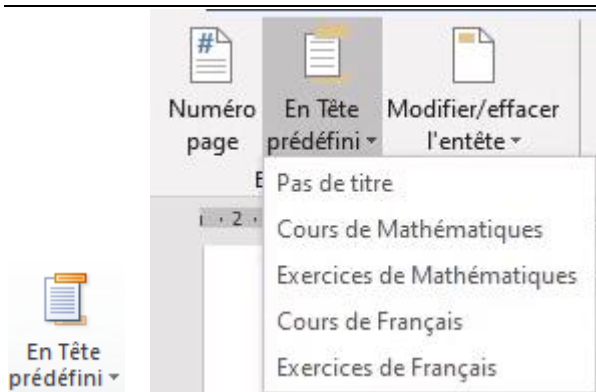 Numéro page
En Tête prédéfini
Modifier/effacer l'entête
Pas de titre
2
Cours de Mathématiques
Exercices de Mathématiques
Cours de Français
Exercices de Français
En Tête
prédéfini